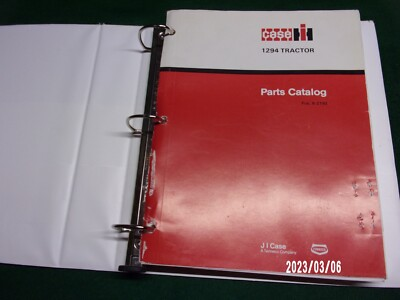 case IH
1294 TRACTOR
Parts Catalog
J I Case
A Tenneco Company
2023/03/06